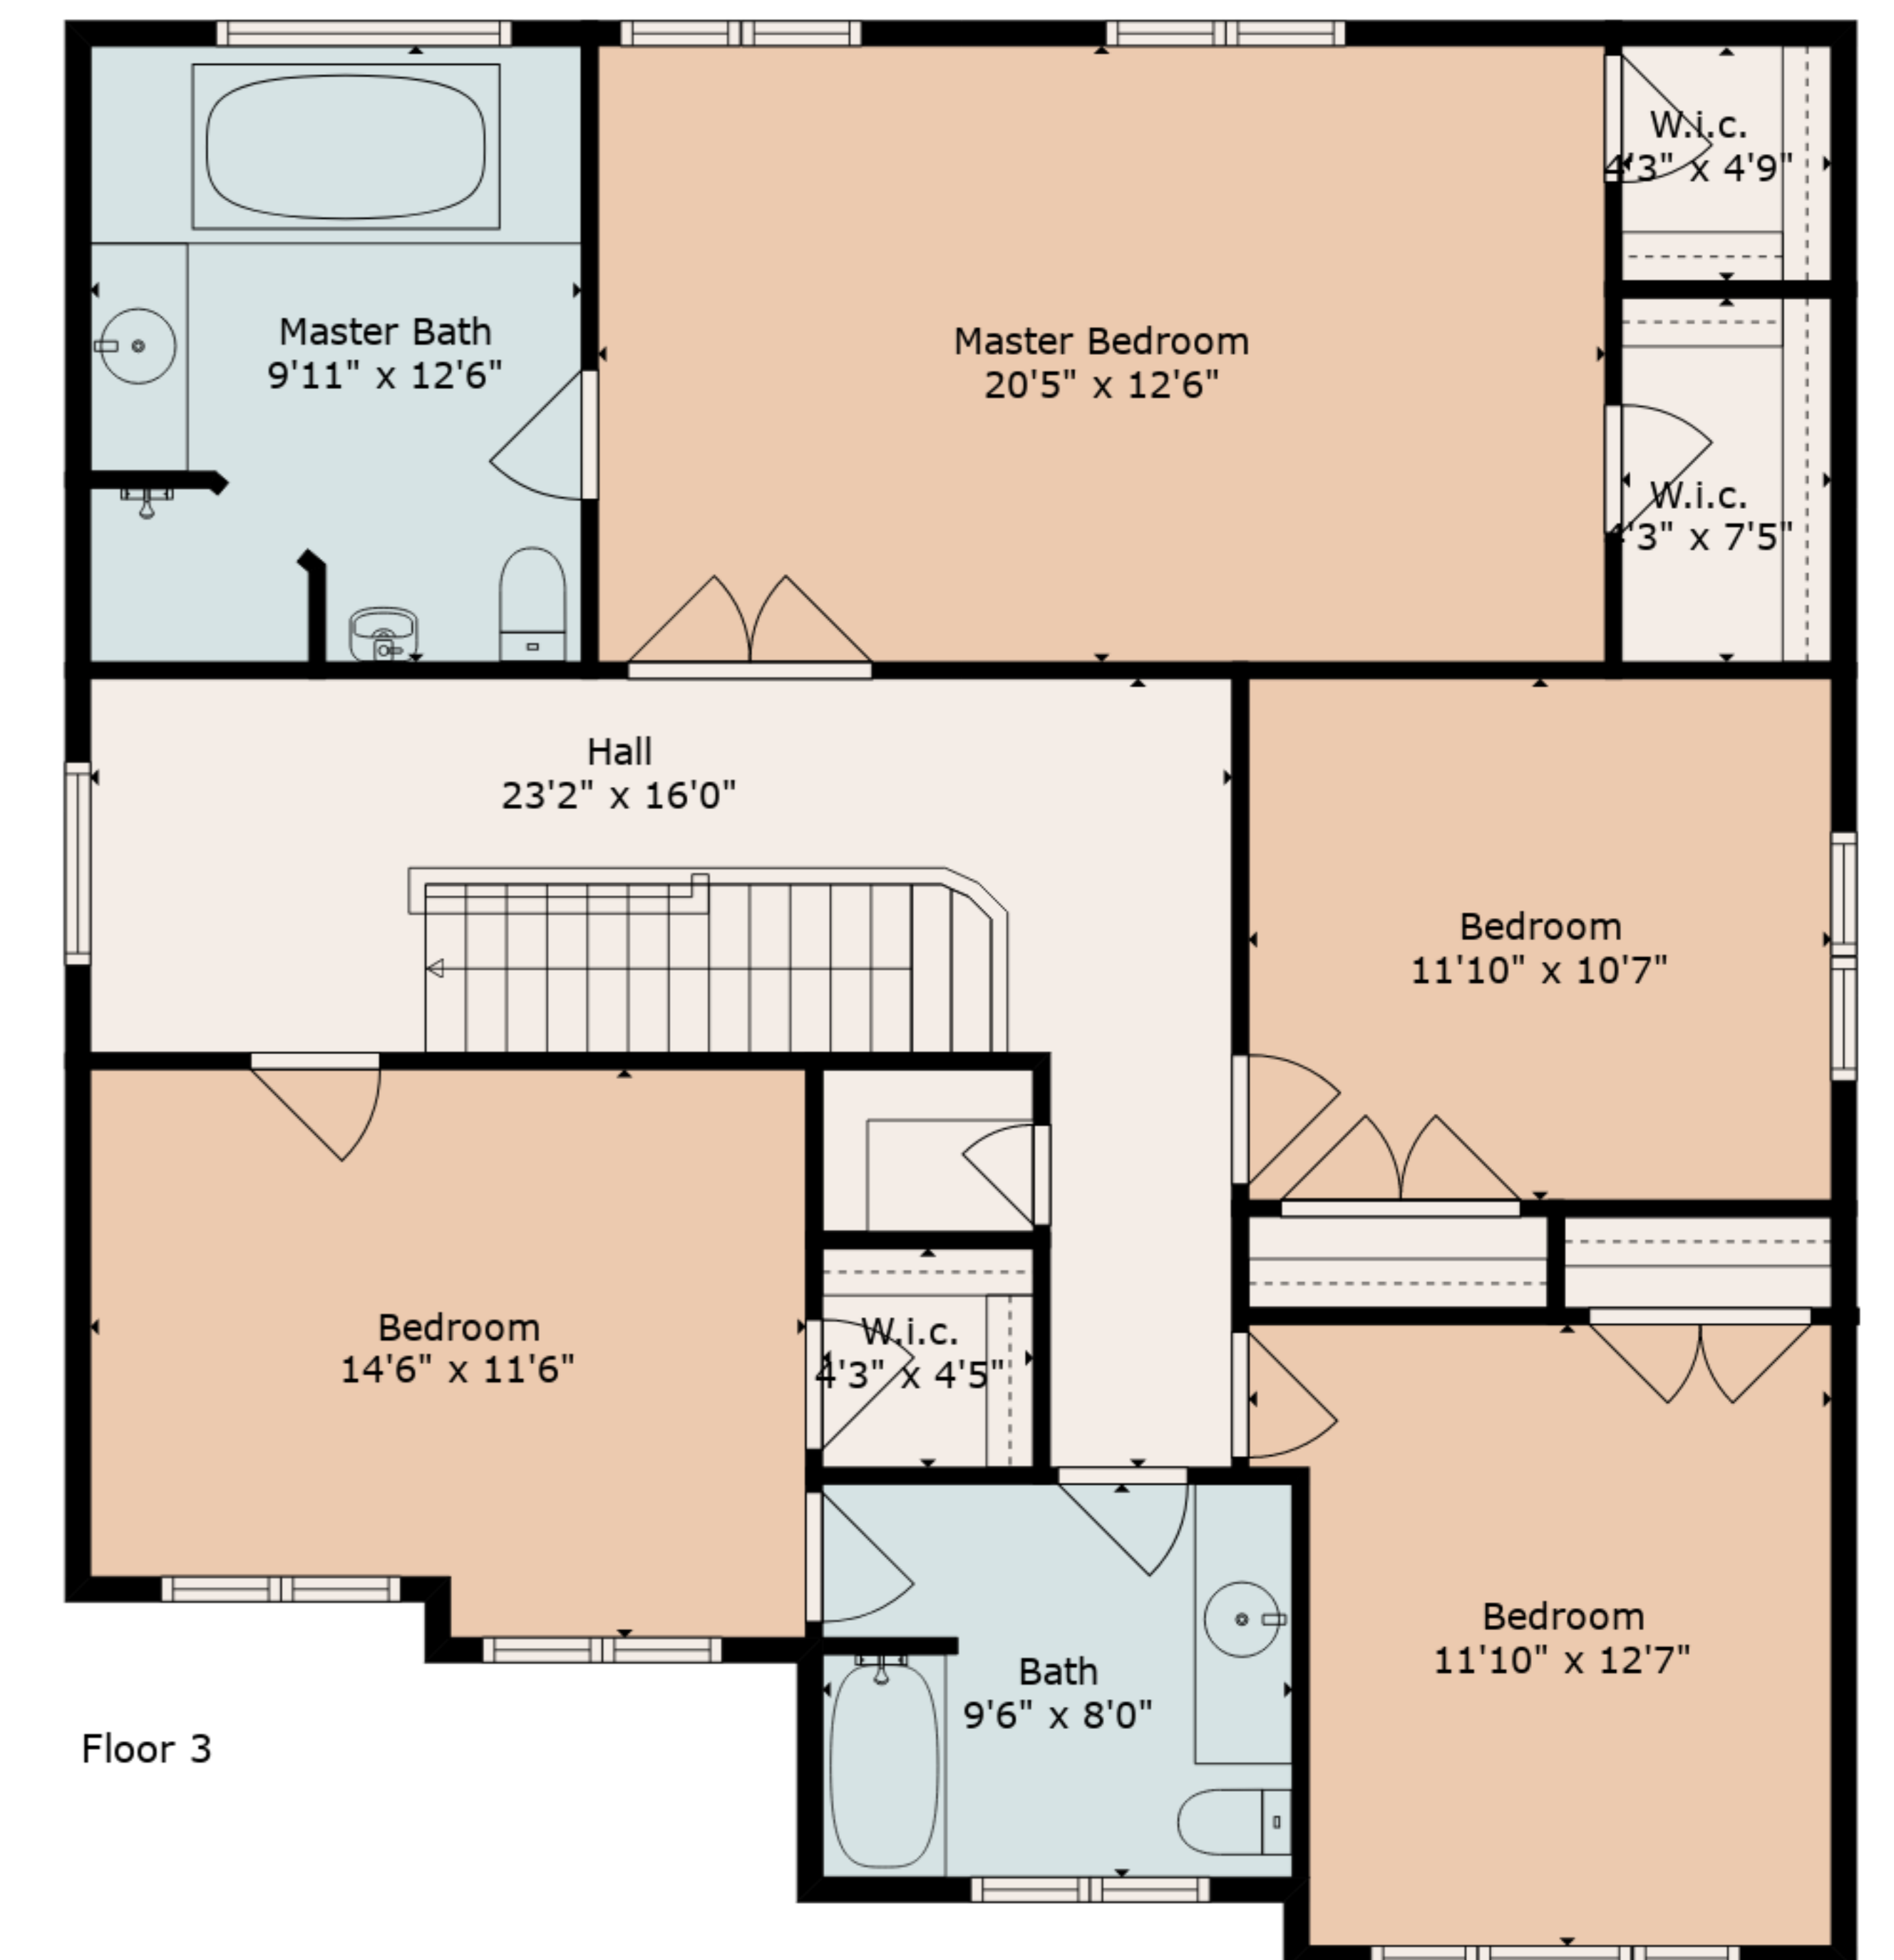 W.i.c.
4'3" x 4'9"
Master Bath
9'11" x 12'6"
Master Bedroom
20'5" x 12'6"
W.i.c.
4'3" x 7'5"
Hall
23'2" x 16'0"
Bedroom
11'10" x 10'7"
Bedroom
14'6" x 11'6"
W.i.c.
4'3" x 4'5"
Bedroom
11'10" x 12'7"
Bath
9'6" x 8'0"
Floor 3